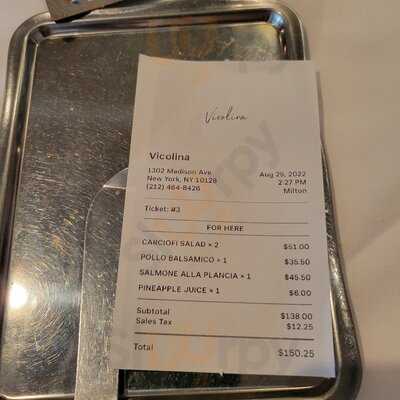 Vicolina
Vicolina
1302 Madison Ave
New York, NY 10128
(212) 464-8426
Aug 25, 2022
2:27 PM
Milton
Ticket: #3
FOR HERE
CARCIOFI SALAD × 2 $51.00
POLLO BALSAMICO × 1 $35.50
SALMONE ALLA PLANCIA × 1 $45.50
PINEAPPLE JUICE × 1 $6.00
Subtotal $138.00
Sales Tax $12.25
Total $150.25